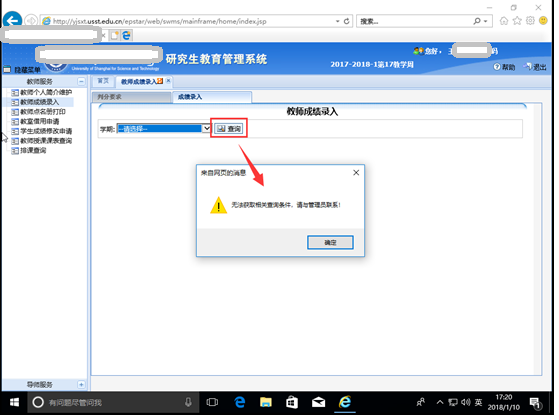 http://yjsxt.usst.edu.cn/epstar/web/swms/mainframe/home/index.jsp
搜索...
研究生教育管理系统
University of Shanghai for Science and Technology
您好，
2017-2018-1第17教学周
帮助
退出
隐藏菜单
教师服务
首页
教师成绩录入
教师个人简介维护
教师成绩录入
教师点名册打印
教室借用申请
学生成绩修改申请
教师授课课表查询
排课查询
列分要求
成绩录入
教师成绩录入
学期:
--请选择--
查询
来自网页的消息
无法获取相关查询条件，请与管理员联系！
确定
导师服务
有问题尽管问我
英
17:20
2018/1/10